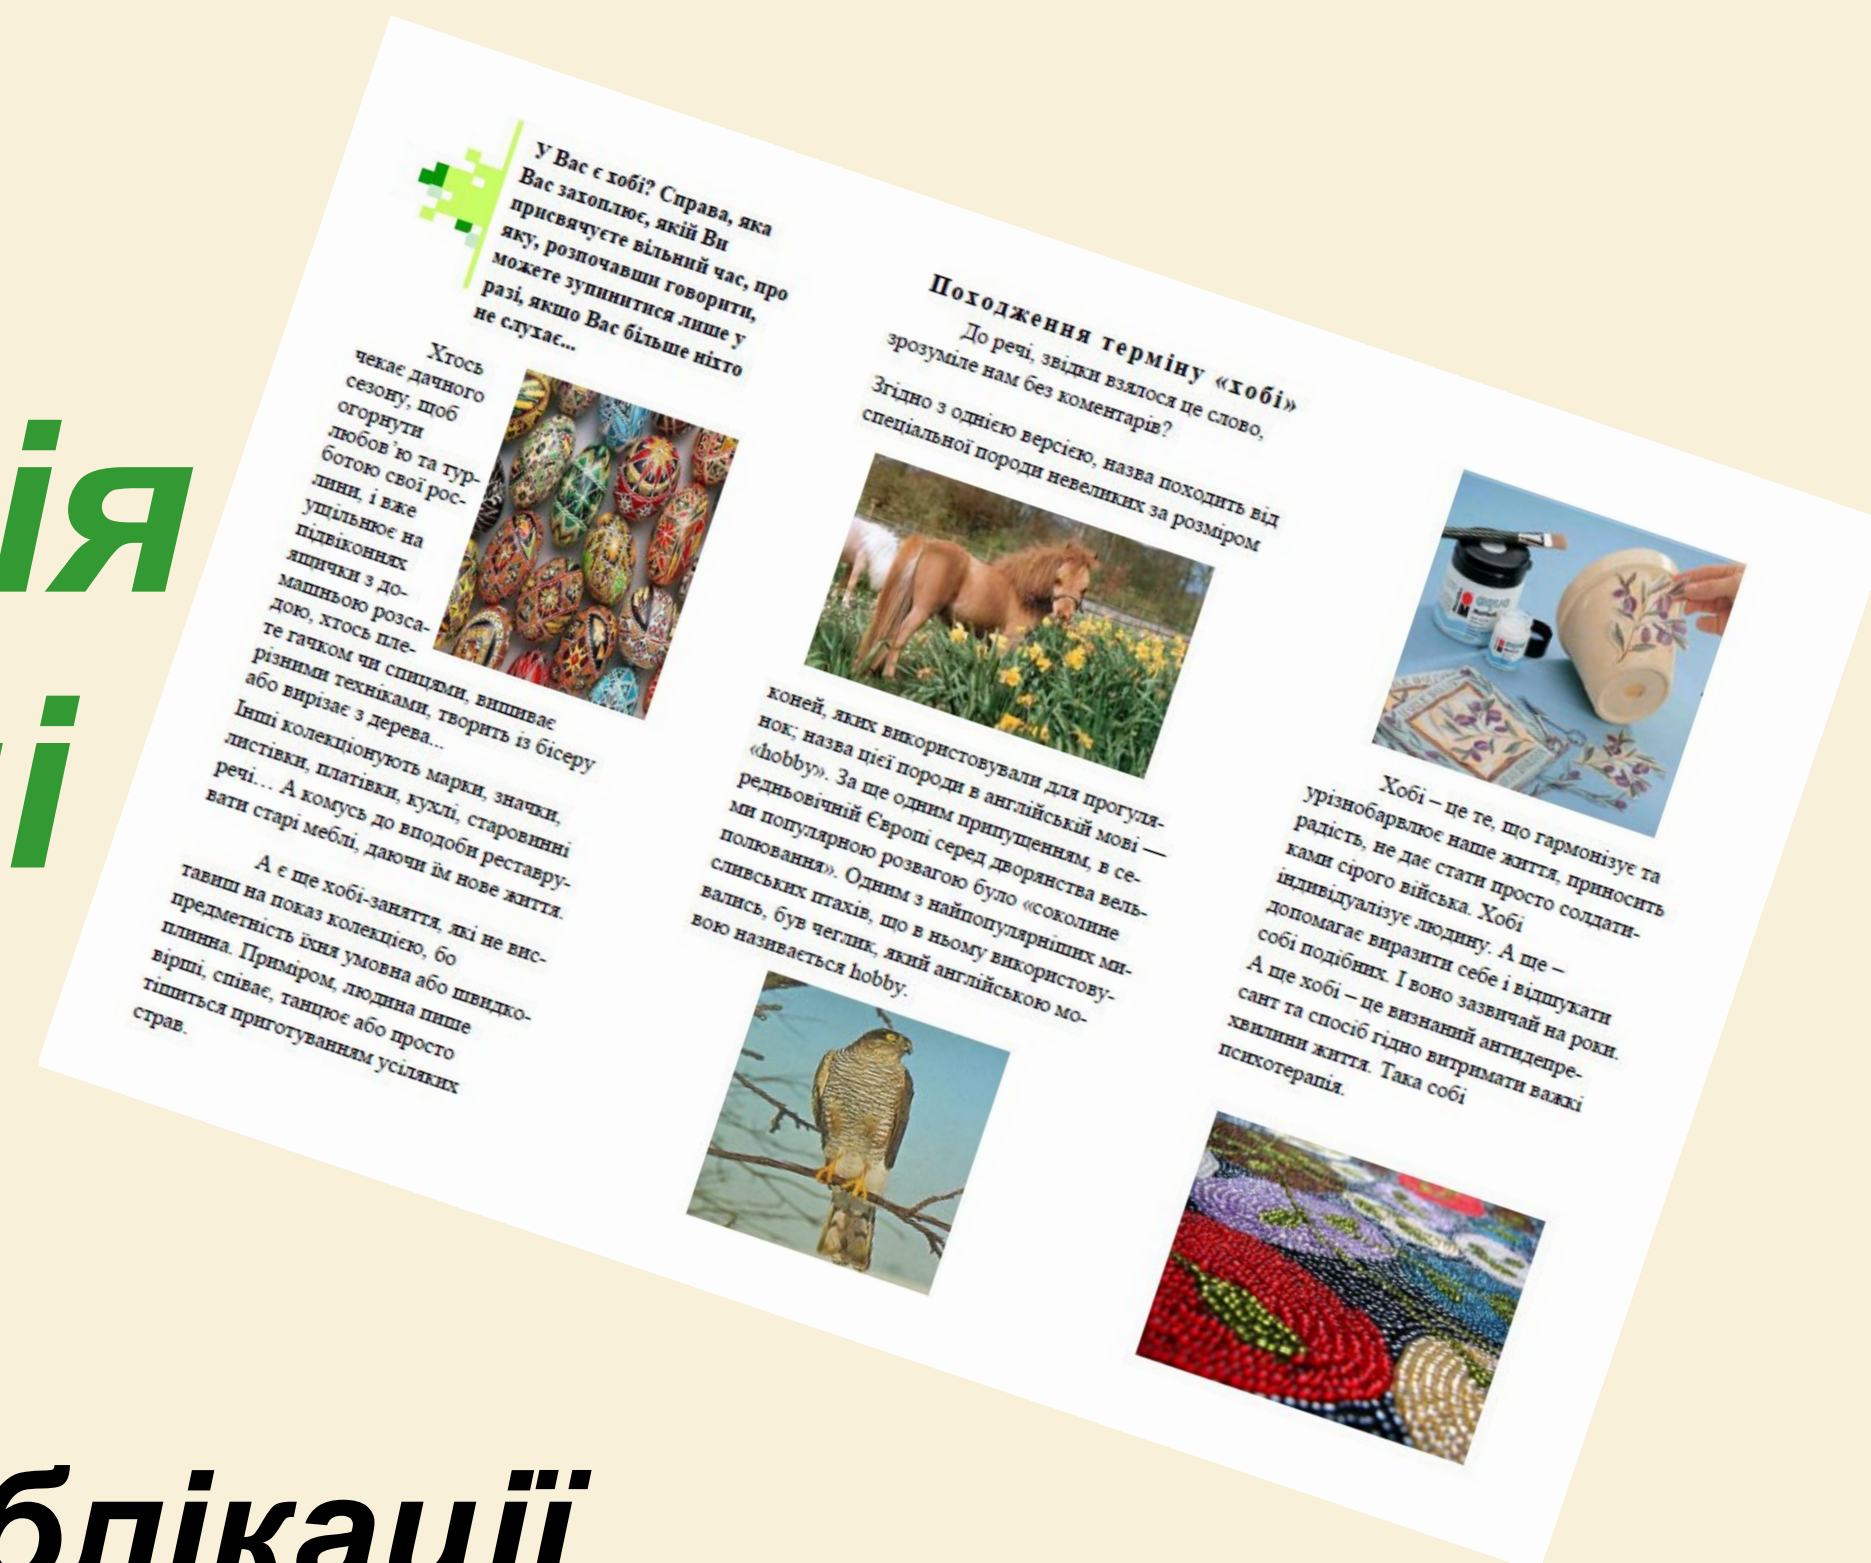 ія
і
У Вас є хобі? Справа, яка
Вас захоплює, якій Ви
присвячуєте вільний час, про
яку, розпочавши говорити,
можете зупинитися лише у
разі, якщо Вас більше ніхто
не слухає...
Хтось
чекає дачного
сезону, щоб
огорнути
любов’ю та тур-
ботою свої рос-
лини, і вже
ущільнює на
підвіконнях
ящички з до-
машньою розса-
дою, хтось пле-
те гачком чи спицями, вишиває
різними техніками, творить із бісеру
або вирізає з дерева...
Інші колекціонують марки, значки,
листівки, платівки, кухлі, старовинні
речі… А комусь до вподоби реставру-
вати старі меблі, даючи їм нове життя.
А є ще хобі-заняття, які не вис-
тавиш на показ колекцією, бо
предметність їхня умовна або швидко-
плинна. Приміром, людина пише
вірші, співає, танцює або просто
тішиться приготуванням усіляких
страв.
Походження терміну «хобі»
До речі, звідки взялося це слово,
зрозуміле нам без коментарів?
Згідно з однією версією, назва походить від
спеціальної породи невеликих за розміром
коней, яких використовували для прогуля-
нок; назва цієї породи в англійській мові —
«hobby». За ще одним припущенням, в се-
редньовічній Європі серед дворянства вель-
ми популярною розвагою було «соколине
полювання». Одним з найпопулярніших ми-
сливських птахів, що в ньому використову-
вались, був чеглик, який англійською мо-
вою називається hobby.
aqua
Хобі – це те, що гармонізує та
урізнобарвлює наше життя, приносить
радість, не дає стати просто солдати-
ками сірого війська. Хобі
індивідуалізує людину. А ще –
допомагає виразити себе і відшукати
собі подібних. І воно зазвичай на роки.
А ще хобі – це визнаний антидепре-
сант та спосіб гідно витримати важкі
хвилини життя. Така собі
психотерапія.
блікації